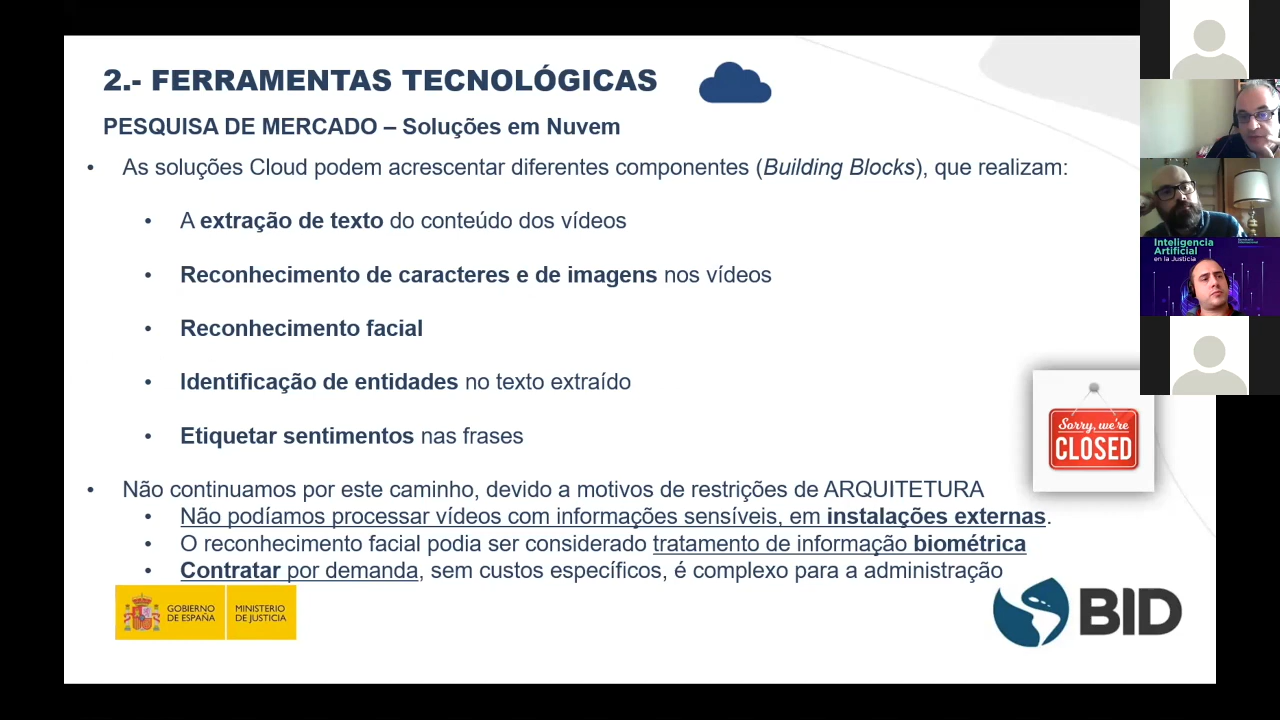 2.- FERRAMENTAS TECNOLÓGICAS
PESQUISA DE MERCADO – Soluções em Nuvem
• As soluções Cloud podem acrescentar diferentes componentes (Building Blocks), que realizam:
• A extração de texto do conteúdo dos vídeos
• Reconhecimento de caracteres e de imagens nos vídeos
• Reconhecimento facial
• Identificação de entidades no texto extraído
• Etiquetar sentimentos nas frases
• Não continuamos por este caminho, devido a motivos de restrições de ARQUITETURA
• Não podíamos processar vídeos com informações sensíveis, em instalações externas.
• O reconhecimento facial podia ser considerado tratamento de informação biométrica
• Contratar por demanda, sem custos específicos, é complexo para a administração
Sorry, we're
CLOSED
GOBIERNO
DE ESPAÑA
MINISTERIO
DE JUSTICIA
BID
Inteligencia
Artificial
en la Justicia